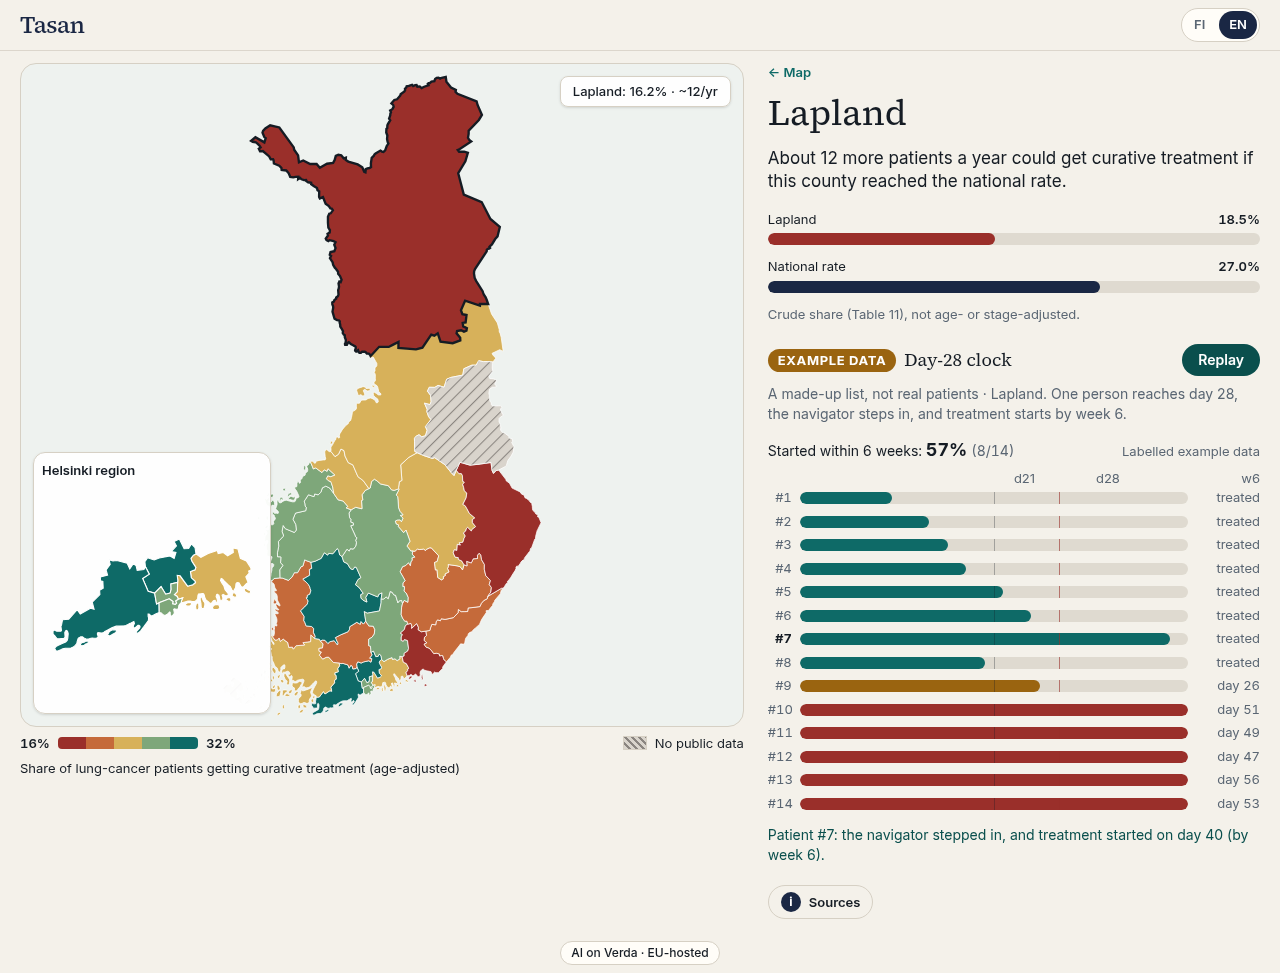 Tasan
FI EN
Lapland: 16.2% · ~12/yr
Helsinki region
16% 32%
No public data
Share of lung-cancer patients getting curative treatment (age-adjusted)
← Map
Lapland
About 12 more patients a year could get curative treatment if
this county reached the national rate.
Lapland 18.5%
National rate 27.0%
Crude share (Table 11), not age- or stage-adjusted.
EXAMPLE DATA Day-28 clock Replay
A made-up list, not real patients · Lapland. One person reaches day 28,
the navigator steps in, and treatment starts by week 6.
Started within 6 weeks: 57% (8/14) Labelled example data
d21 d28 w6
#1 treated
#2 treated
#3 treated
#4 treated
#5 treated
#6 treated
#7 treated
#8 treated
#9 day 26
#10 day 51
#11 day 49
#12 day 47
#13 day 56
#14 day 53
Patient #7: the navigator stepped in, and treatment started on day 40 (by
week 6).
i Sources
AI on Verda · EU-hosted